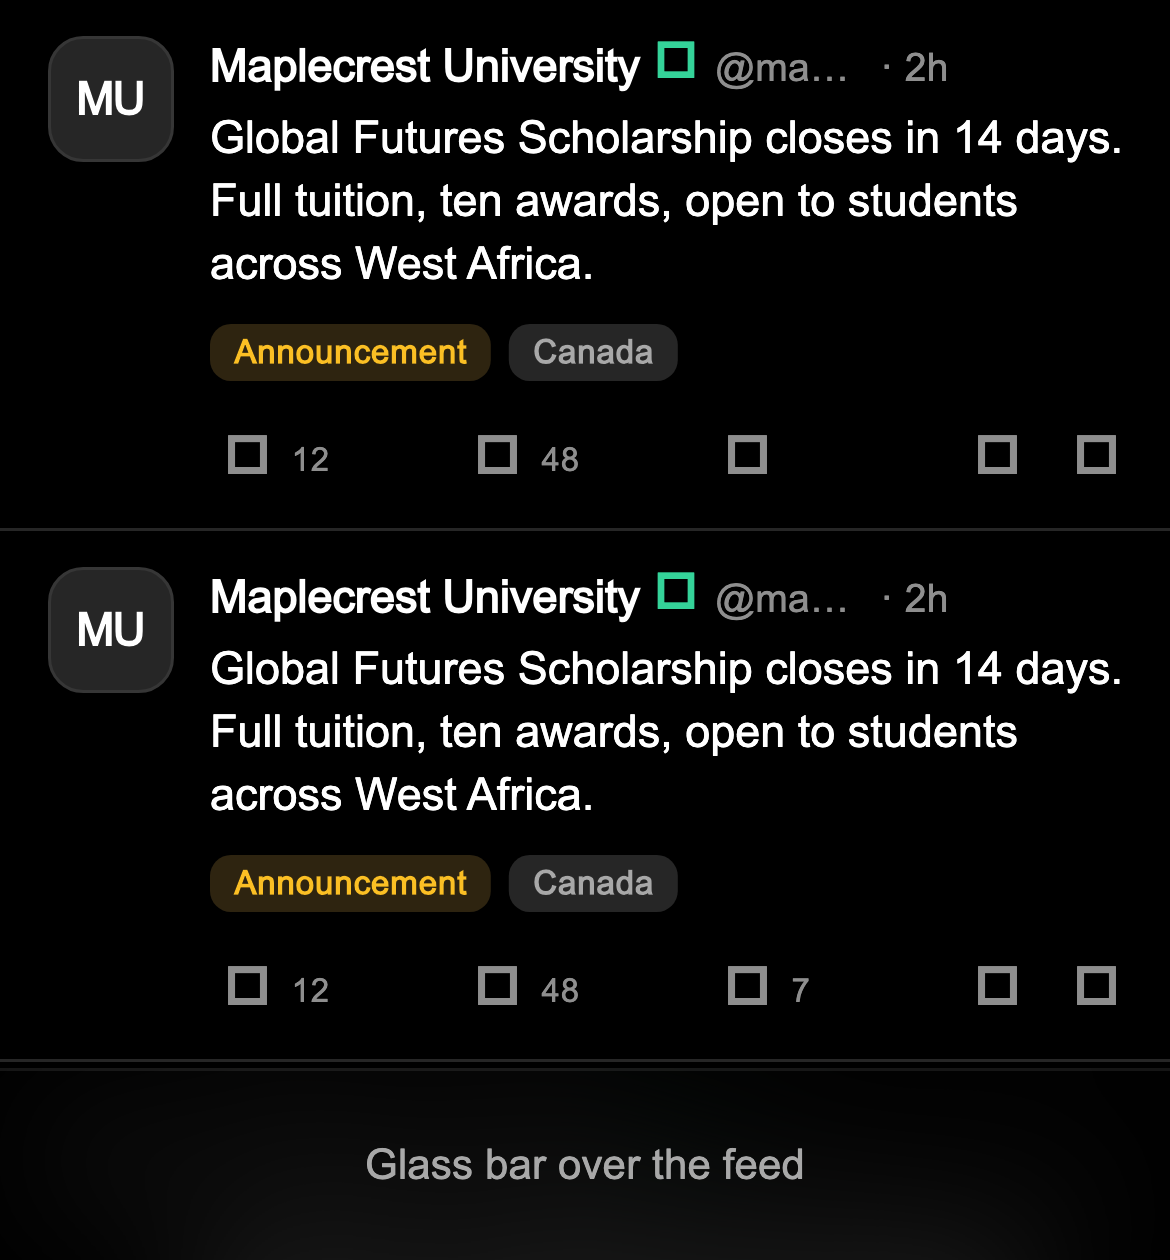 MU
Maplecrest University @ma… · 2h
Global Futures Scholarship closes in 14 days.
Full tuition, ten awards, open to students
across West Africa.
Announcement Canada
12 48
MU
Maplecrest University @ma… · 2h
Global Futures Scholarship closes in 14 days.
Full tuition, ten awards, open to students
across West Africa.
Announcement Canada
12 48 7
Glass bar over the feed